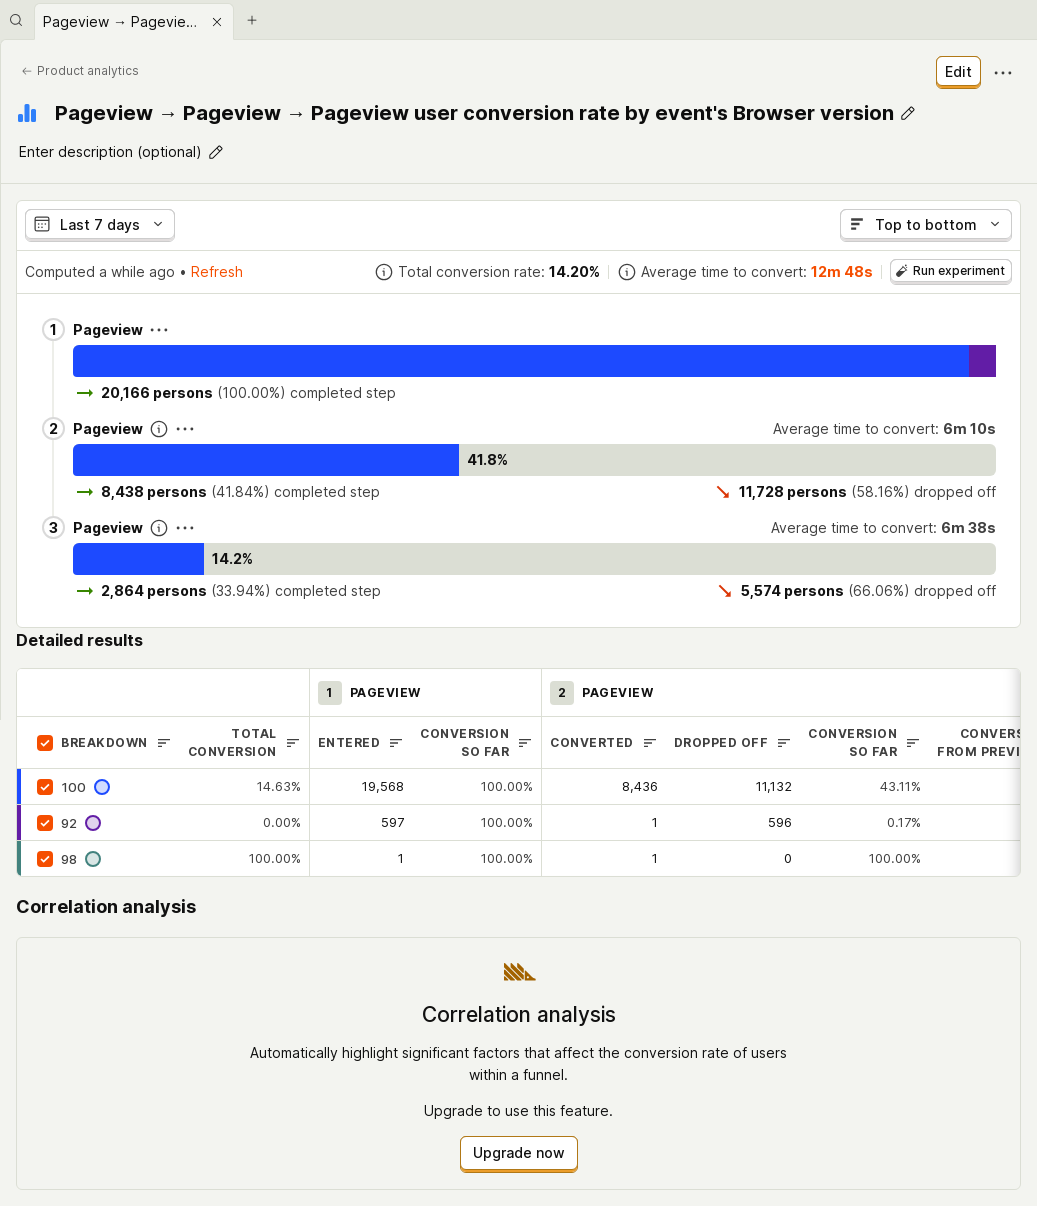 Pageview → Pagevie...
Product analytics
Edit
Pageview → Pageview → Pageview user conversion rate by event's Browser version
Enter description (optional)
Last 7 days
Top to bottom
Computed a while ago • Refresh
Total conversion rate: 14.20%
Average time to convert: 12m 48s
Run experiment
1 Pageview
20,166 persons (100.00%) completed step
2 Pageview
Average time to convert: 6m 10s
41.8%
8,438 persons (41.84%) completed step
11,728 persons (58.16%) dropped off
3 Pageview
Average time to convert: 6m 38s
14.2%
2,864 persons (33.94%) completed step
5,574 persons (66.06%) dropped off
Detailed results
1 PAGEVIEW
2 PAGEVIEW
BREAKDOWN
TOTAL
CONVERSION
ENTERED
CONVERSION
SO FAR
CONVERTED
DROPPED OFF
CONVERSION
SO FAR
CONVERS
FROM PREVI
100 14.63% 19,568 100.00% 8,436 11,132 43.11%
92 0.00% 597 100.00% 1 596 0.17%
98 100.00% 1 100.00% 1 0 100.00%
Correlation analysis
Correlation analysis
Automatically highlight significant factors that affect the conversion rate of users
within a funnel.
Upgrade to use this feature.
Upgrade now